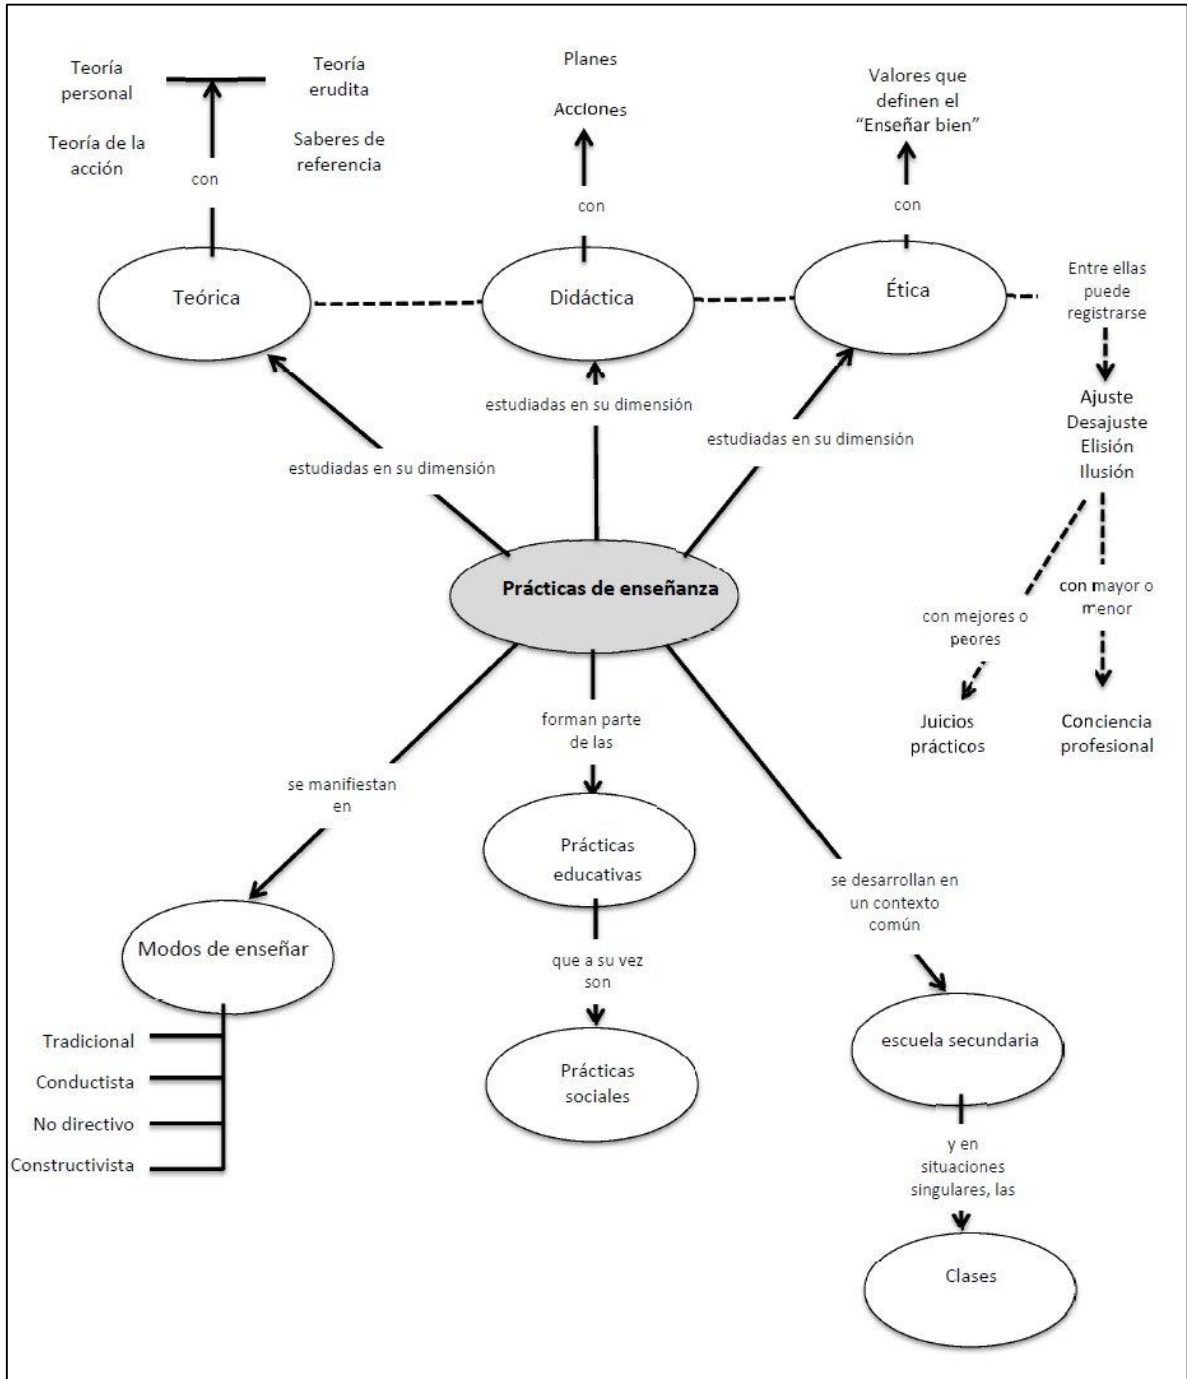 Teoría
personal
Teoría de la
acción
Teoría
erudita
Saberes de
referencia
con
Planes
Acciones
con
Valores que
definen el
“Enseñar bien”
con
Teórica
Didáctica
Ética
Entre ellas
puede
registrarse
Ajuste
Desajuste
Elisión
Ilusión
estudiadas en su dimensión
estudiadas en su dimensión
estudiadas en su dimensión
con mayor o
menor
con mejores o
peores
Juicios
prácticos
Conciencia
profesional
Prácticas de enseñanza
se manifiestan
en
forman parte
de las
se desarrollan en
un contexto
común
Modos de enseñar
Tradicional
Conductista
No directivo
Constructivista
Prácticas
educativas
que a su vez
son
Prácticas
sociales
escuela secundaria
y en
situaciones
singulares, las
Clases